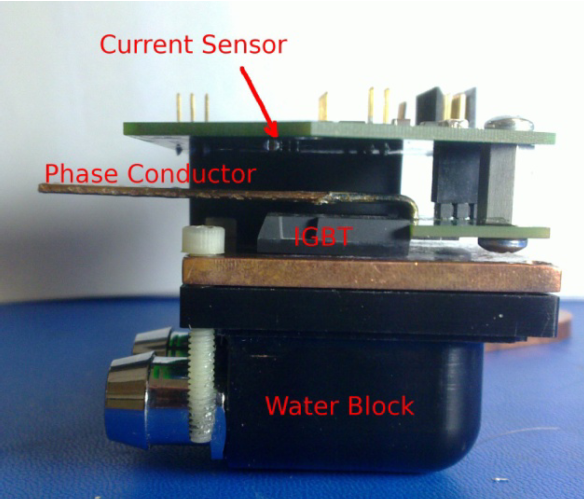 Current Sensor
Phase Conductor
IGBT
Water Block